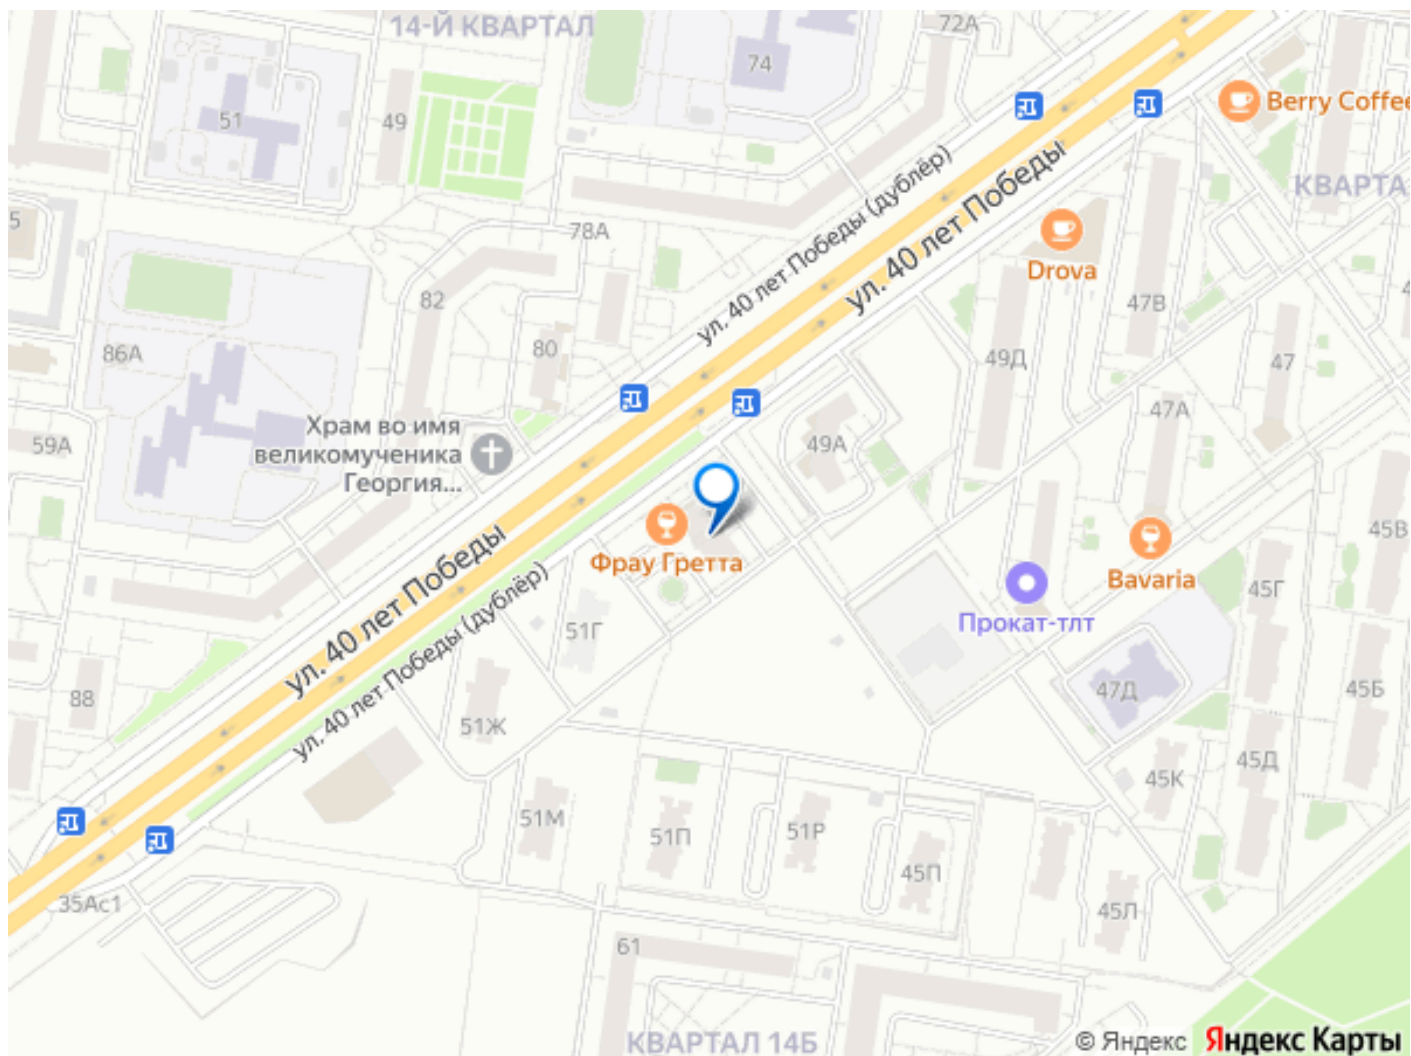 14-Й КВАРТАЛ
72А
74
Berry Coffee
51
49
ул. 40 лет Победы (дублёр)
ул. 40 лет Победы
КВАРТА
5
78А
Drova
82
47В
86А
80
49Д
47
47А
Храм во имя
великомученика
Георгия...
59А
49А
45В
Фрау Гретта
ул. 40 лет Победы
ул. 40 лет Победы (дублёр)
Bavaria
45Г
Прокат-тлт
51Г
88
47Д
45Б
51Ж
45Д
45К
51М
51П
51Р
45П
35Ас1
45Л
61
КВАРТАЛ 14Б
© Яндекс Яндекс Карты